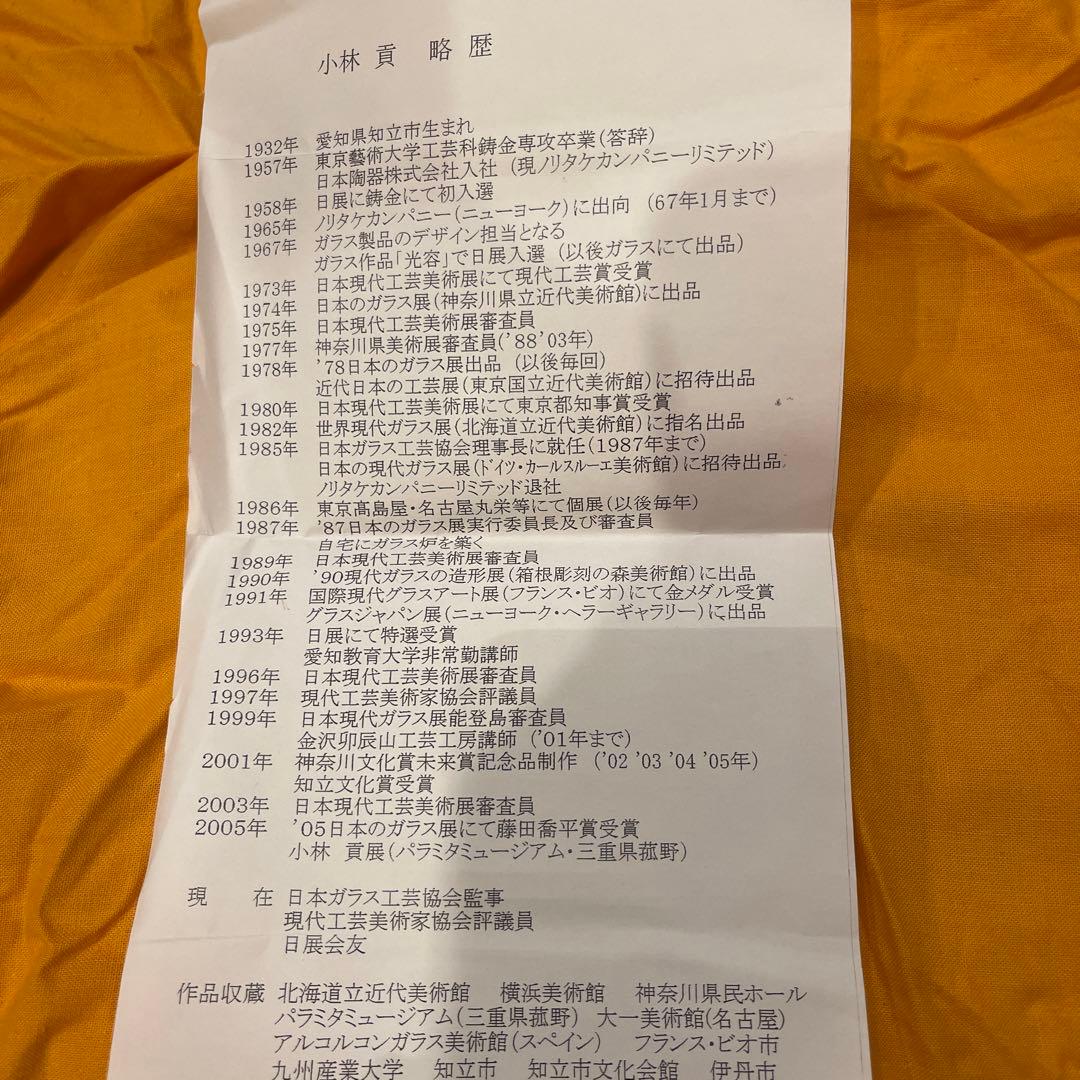 小林 貢 略歴
1932年 愛知県知立市生まれ
1957年 東京藝術大学工芸科鋳金専攻卒業(答辞)
日本陶器株式会社入社 (現ノリタケカンパニーリミテッド)
1958年 日展に鋳金にて初入選
1965年 ノリタケカンパニー(ニューヨーク)に出向 (67年1月まで)
1967年 ガラス製品のデザイン担当となる
ガラス作品「光容」で日展入選 (以後ガラスにて出品)
1973年 日本現代工芸美術展にて現代工芸賞受賞
1974年 日本のガラス展(神奈川県立近代美術館)に出品
1975年 日本現代工芸美術展審査員
1977年 神奈川県美術展審査員('88'03年)
1978年 '78日本のガラス展出品 (以後毎回)
近代日本の工芸展(東京国立近代美術館)に招待出品
1980年 日本現代工芸美術展にて東京都知事賞受賞
1982年 世界現代ガラス展(北海道立近代美術館)に指名出品
1985年 日本ガラス工芸協会理事長に就任(1987年まで)
日本の現代ガラス展(ドイツ・カールスルーエ美術館)に招待出品
ノリタケカンパニーリミテッド退社
1986年 東京髙島屋・名古屋丸栄等にて個展(以後毎年)
1987年 '87日本のガラス展実行委員長及び審査員
自宅にガラス炉を築く
1989年 日本現代工芸美術展審査員
1990年 '90現代ガラスの造形展(箱根彫刻の森美術館)に出品
1991年 国際現代グラスアート展(フランス・ビオ)にて金メダル受賞
グラスジャパン展(ニューヨーク・ヘラーギャラリー)に出品
1993年 日展にて特選受賞
愛知教育大学非常勤講師
1996年 日本現代工芸美術展審査員
1997年 現代工芸美術家協会評議員
1999年 日本現代ガラス展能登島審査員
金沢卯辰山工芸工房講師 ('01年まで)
2001年 神奈川文化賞未来賞記念品制作 ('02 '03 '04 '05年)
知立文化賞受賞
2003年 日本現代工芸美術展審査員
2005年 '05日本のガラス展にて藤田喬平賞受賞
小林 貢展(パラミタミュージアム・三重県菰野)
現 在 日本ガラス工芸協会監事
現代工芸美術家協会評議員
日展会友
作品収蔵 北海道立近代美術館 横浜美術館 神奈川県民ホール
パラミタミュージアム(三重県菰野) 大一美術館(名古屋)
アルコルコンガラス美術館(スペイン) フランス・ビオ市
九州産業大学 知立市 知立市文化会館 伊丹市